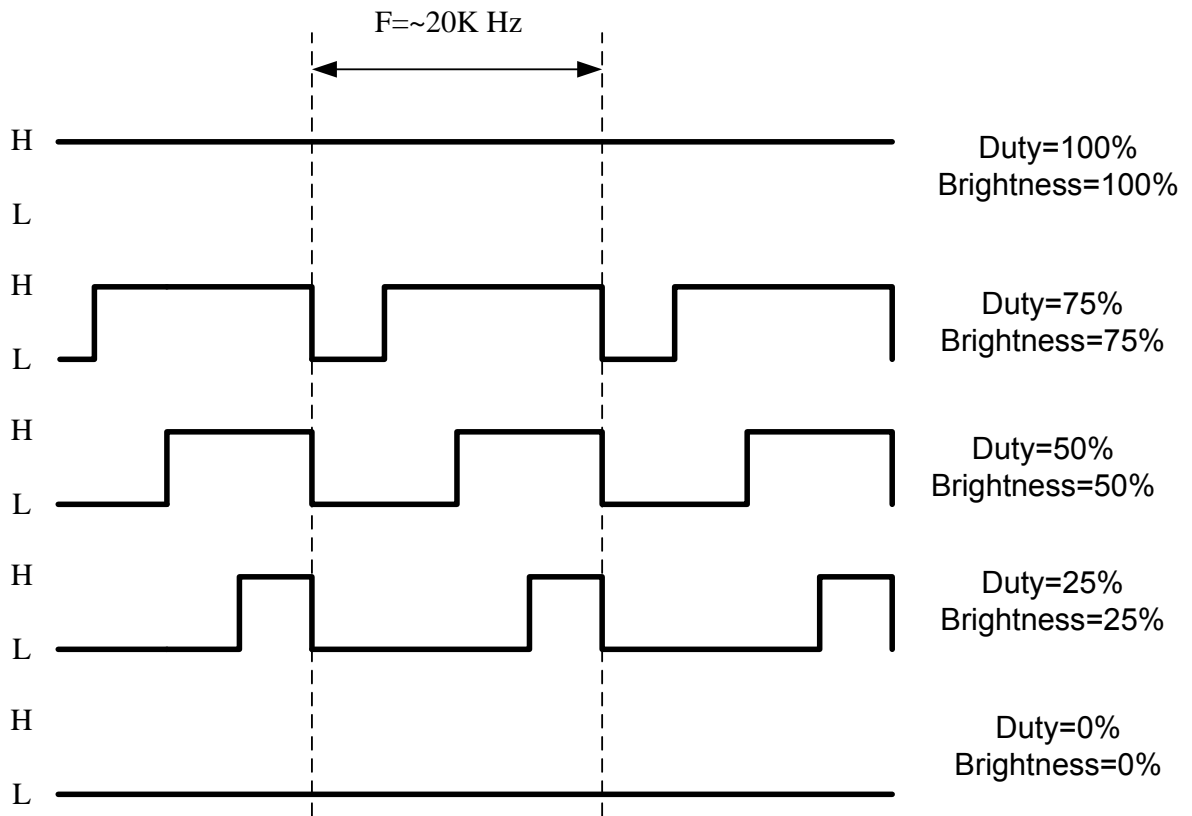 F=~20K Hz
H
L
Duty=100%
Brightness=100%
H
L
Duty=75%
Brightness=75%
H
L
Duty=50%
Brightness=50%
H
L
Duty=25%
Brightness=25%
H
L
Duty=0%
Brightness=0%